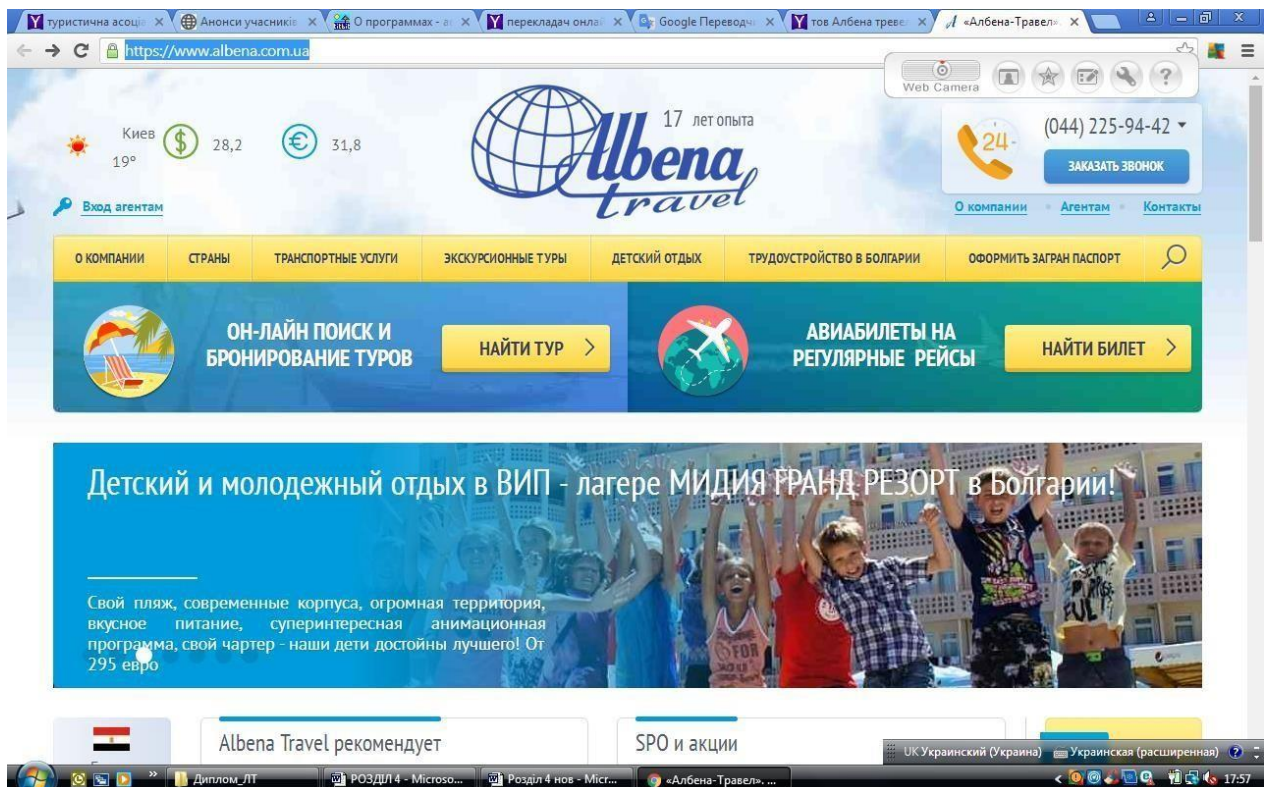 туристична асоціа
Анонси учасників
О программах - а
перекладач онлай
Google Переводч
тов Албена треве
«Албена-Травел».
https://www.albena.com.ua
Web Camera
Киев
19°
28,2
31,8
Albena
travel
17 лет опыта
24
(044) 225-94-42
ЗАКАЗАТЬ ЗВОНОК
Вход агентам
О компании
Агентам
Контакты
О КОМПАНИИ
СТРАНЫ
ТРАНСПОРТНЫЕ УСЛУГИ
ЭКСКУРСИОННЫЕ ТУРЫ
ДЕТСКИЙ ОТДЫХ
ТРУДОУСТРОЙСТВО В БОЛГАРИИ
ОФОРМИТЬ ЗАГРАН ПАСПОРТ
ОН-ЛАЙН ПОИСК И
БРОНИРОВАНИЕ ТУРОВ
НАЙТИ ТУР
АВИАБИЛЕТЫ НА
РЕГУЛЯРНЫЕ РЕЙСЫ
НАЙТИ БИЛЕТ
Детский и молодежный отдых в ВИП - лагере МИДИЯ ГРАНД РЕЗОРТ в Болгарии!
Свой пляж, современные корпуса, огромная территория,
вкусное питание, суперинтересная анимационная
программа, свой чартер - наши дети достойны лучшего! От
295 евро
Albena Travel рекомендует
SPO и акции
UK Украинский (Украина)
Украинская (расширенная)
Диплом_ЛТ
РОЗДІЛ 4 - Microso...
Розділ 4 нов - Micr...
«Албена-Травел». ...
17:57